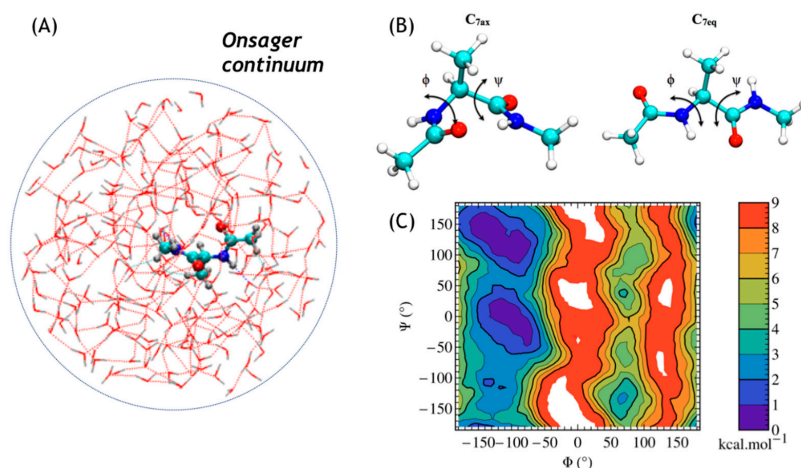 (A)
Onsager
continuum
(B)
C7ax
C7eq
ϕ
ψ
ϕ
ψ
(C)
Ψ (°)
150
100
50
0
−50
−100
−150
−150 −100 −50 0 50 100 150
Φ (°)
9
8
7
6
5
4
3
2
1
0
kcal.mol−1